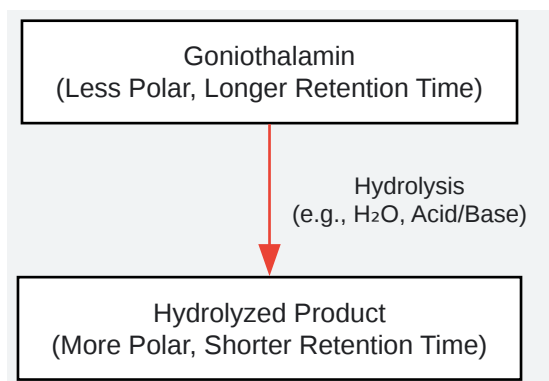 Goniothalamin
(Less Polar, Longer Retention Time)
Hydrolysis
(e.g., H₂O, Acid/Base)
Hydrolyzed Product
(More Polar, Shorter Retention Time)